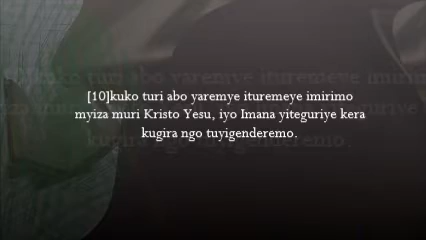 [10]kuko turi abo yaremye ituremeye imirimo
myiza muri Kristo Yesu, iyo Imana yiteguriye kera
kugira ngo tuyigenderemo.